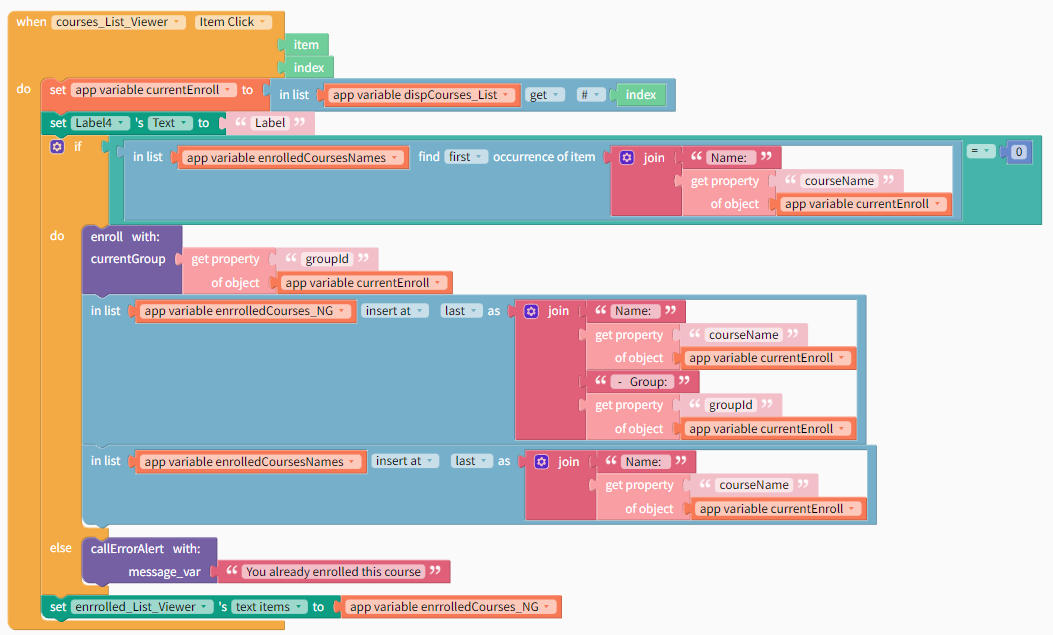 when courses_List_Viewer Item Click
item
index
do set app variable currentEnroll to in list app variable dispCourses_List get # index
set Label4 's Text to “ Label ”
if in list app variable enrolledCoursesNames find first occurrence of item join “ Name: ” = 0
get property “ courseName ”
of object app variable currentEnroll
do enroll with:
currentGroup get property “ groupId ”
of object app variable currentEnroll
in list app variable enrrolledCourses_NG insert at last as join “ Name: ”
get property “ courseName ”
of object app variable currentEnroll
“ - Group: ”
get property “ groupId ”
of object app variable currentEnroll
in list app variable enrolledCoursesNames insert at last as join “ Name: ”
get property “ courseName ”
of object app variable currentEnroll
else callErrorAlert with:
message_var “ You already enrolled this course ”
set enrrolled_List_Viewer 's text items to app variable enrrolledCourses_NG